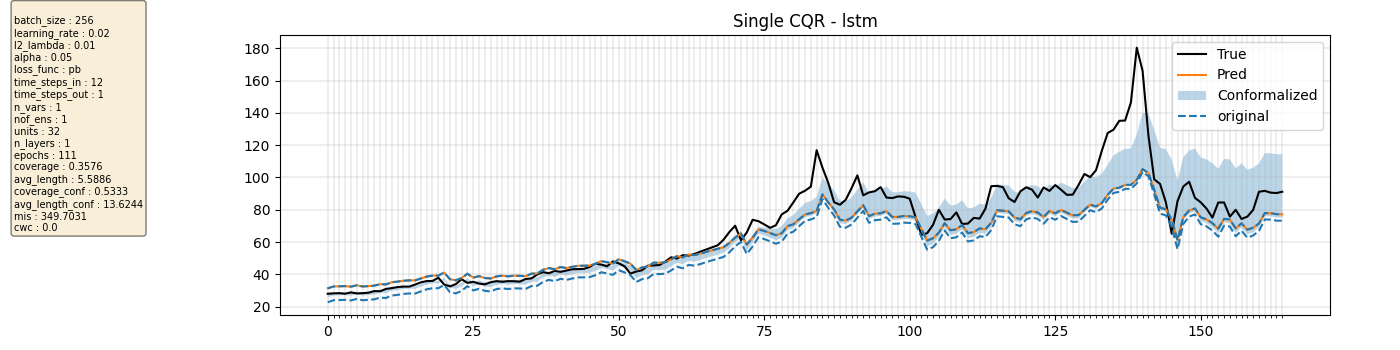 batch_size : 256
learning_rate : 0.02
l2_lambda : 0.01
alpha : 0.05
loss_func : pb
time_steps_in : 12
time_steps_out : 1
n_vars : 1
nof_ens : 1
units : 32
n_layers : 1
epochs : 111
coverage : 0.3576
avg_length : 5.5886
coverage_conf : 0.5333
avg_length_conf : 13.6244
mis : 349.7031
cwc : 0.0
Single CQR - lstm
180
160
140
120
100
80
60
40
20
True
Pred
Conformalized
original
0 25 50 75 100 125 150